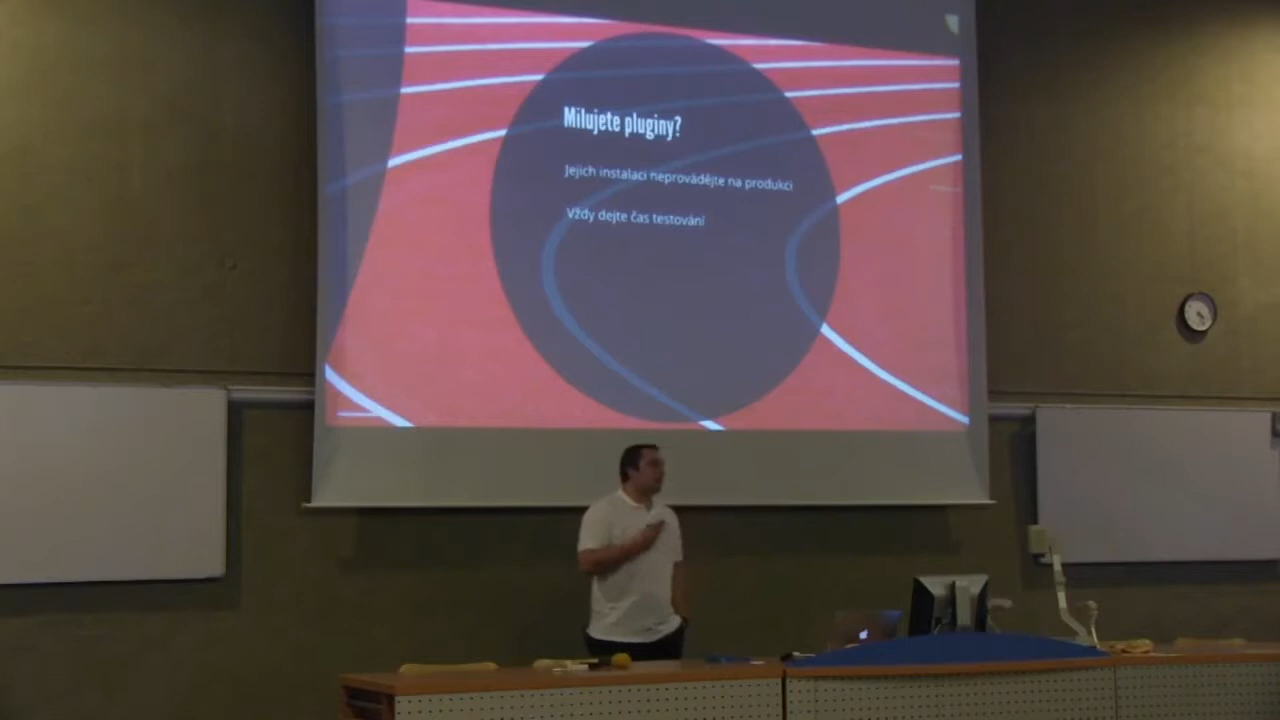 Milujete pluginy?
Jejich instalaci neprovádějte na produkci
Vždy dejte čas testování